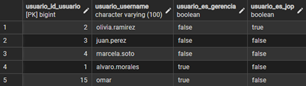 usuario_id_usuario usuario_username usuario_es_gerencia usuario_es_jop
[PK] bigint character varying (100) boolean boolean
1 2 olivia.ramirez false true
2 3 juan.perez false false
3 4 marcela.soto false false
4 1 alvaro.morales true false
5 15 omar true false